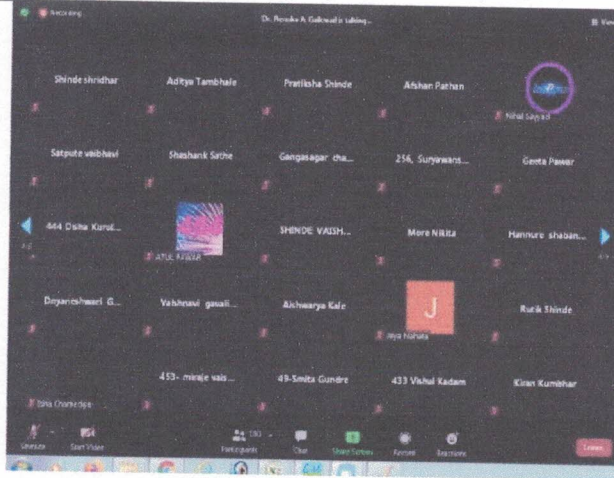 Recording
Dr. Renuka A. Gaikwad is talking...
View
Shinde shridhar
Aditya Tambhale
Pratiksha Shinde
Afshan Pathan
Nihal Sayyad
Satpute vaibhavi
Shashank Sathe
Gangasagar cha...
256, Suryawans...
Geeta Pawar
444 Disha Kurul...
ATUL PAWAR
SHINDE VAISH...
More Nikita
Hannure shaban...
Dnyaneshwari G...
Vaishnavi gavali...
Aishwarya Kale
J
Jaya Nahata
Rutik Shinde
453- miraje vais...
49-Smita Gundre
433 Vishal Kadam
Kiran Kumbhar
Unmute
Start Video
Participants
Chat
Share Screen
Record
Reactions
Leave